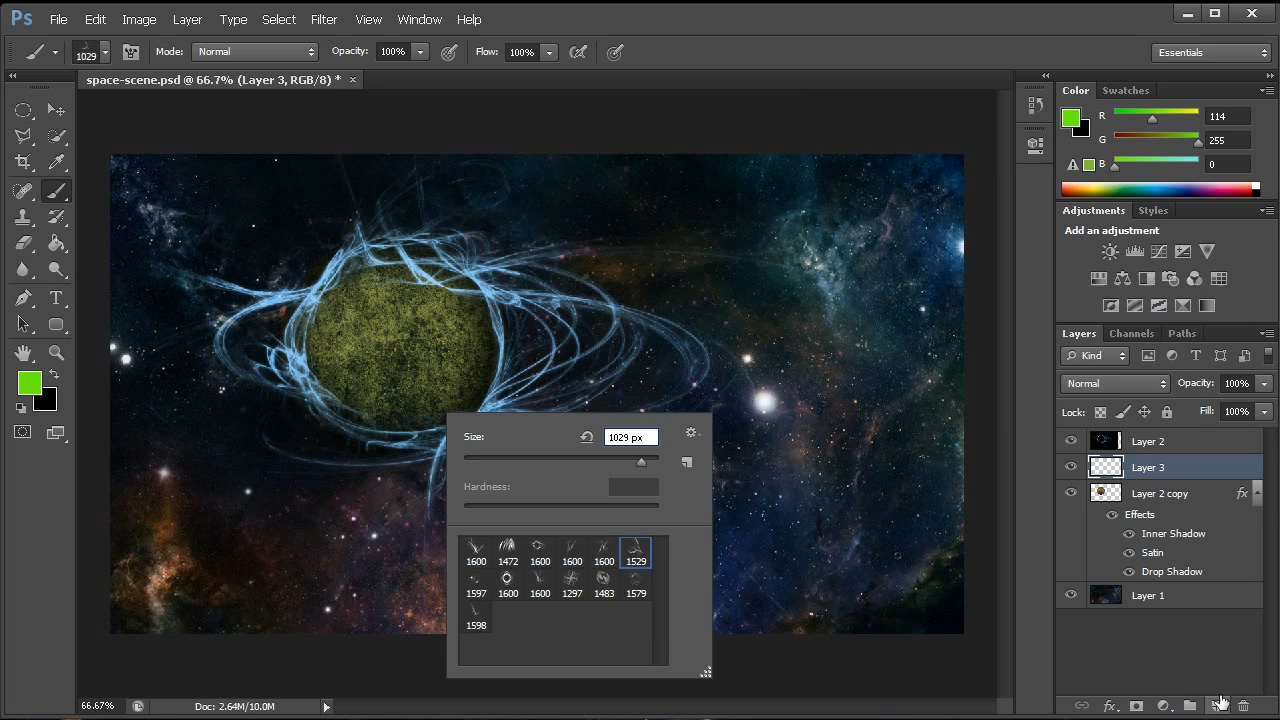 Ps File Edit Image Layer Type Select Filter View Window Help
1029 Mode: Normal Opacity: 100% Flow: 100% Essentials
space-scene.psd @ 66.7% (Layer 3, RGB/8) * ×
Color Swatches
R 114
G 255
B 0
Adjustments Styles
Add an adjustment
Layers Channels Paths
Kind
Normal Opacity: 100%
Lock: Fill: 100%
Layer 2
Layer 3
Layer 2 copy fx
Effects
Inner Shadow
Satin
Drop Shadow
Layer 1
Size: 1029 px
Hardness:
1600 1472 1600 1600 1600 1529
1597 1600 1600 1297 1483 1579
1598
66.67% Doc: 2.64M/10.0M
fx